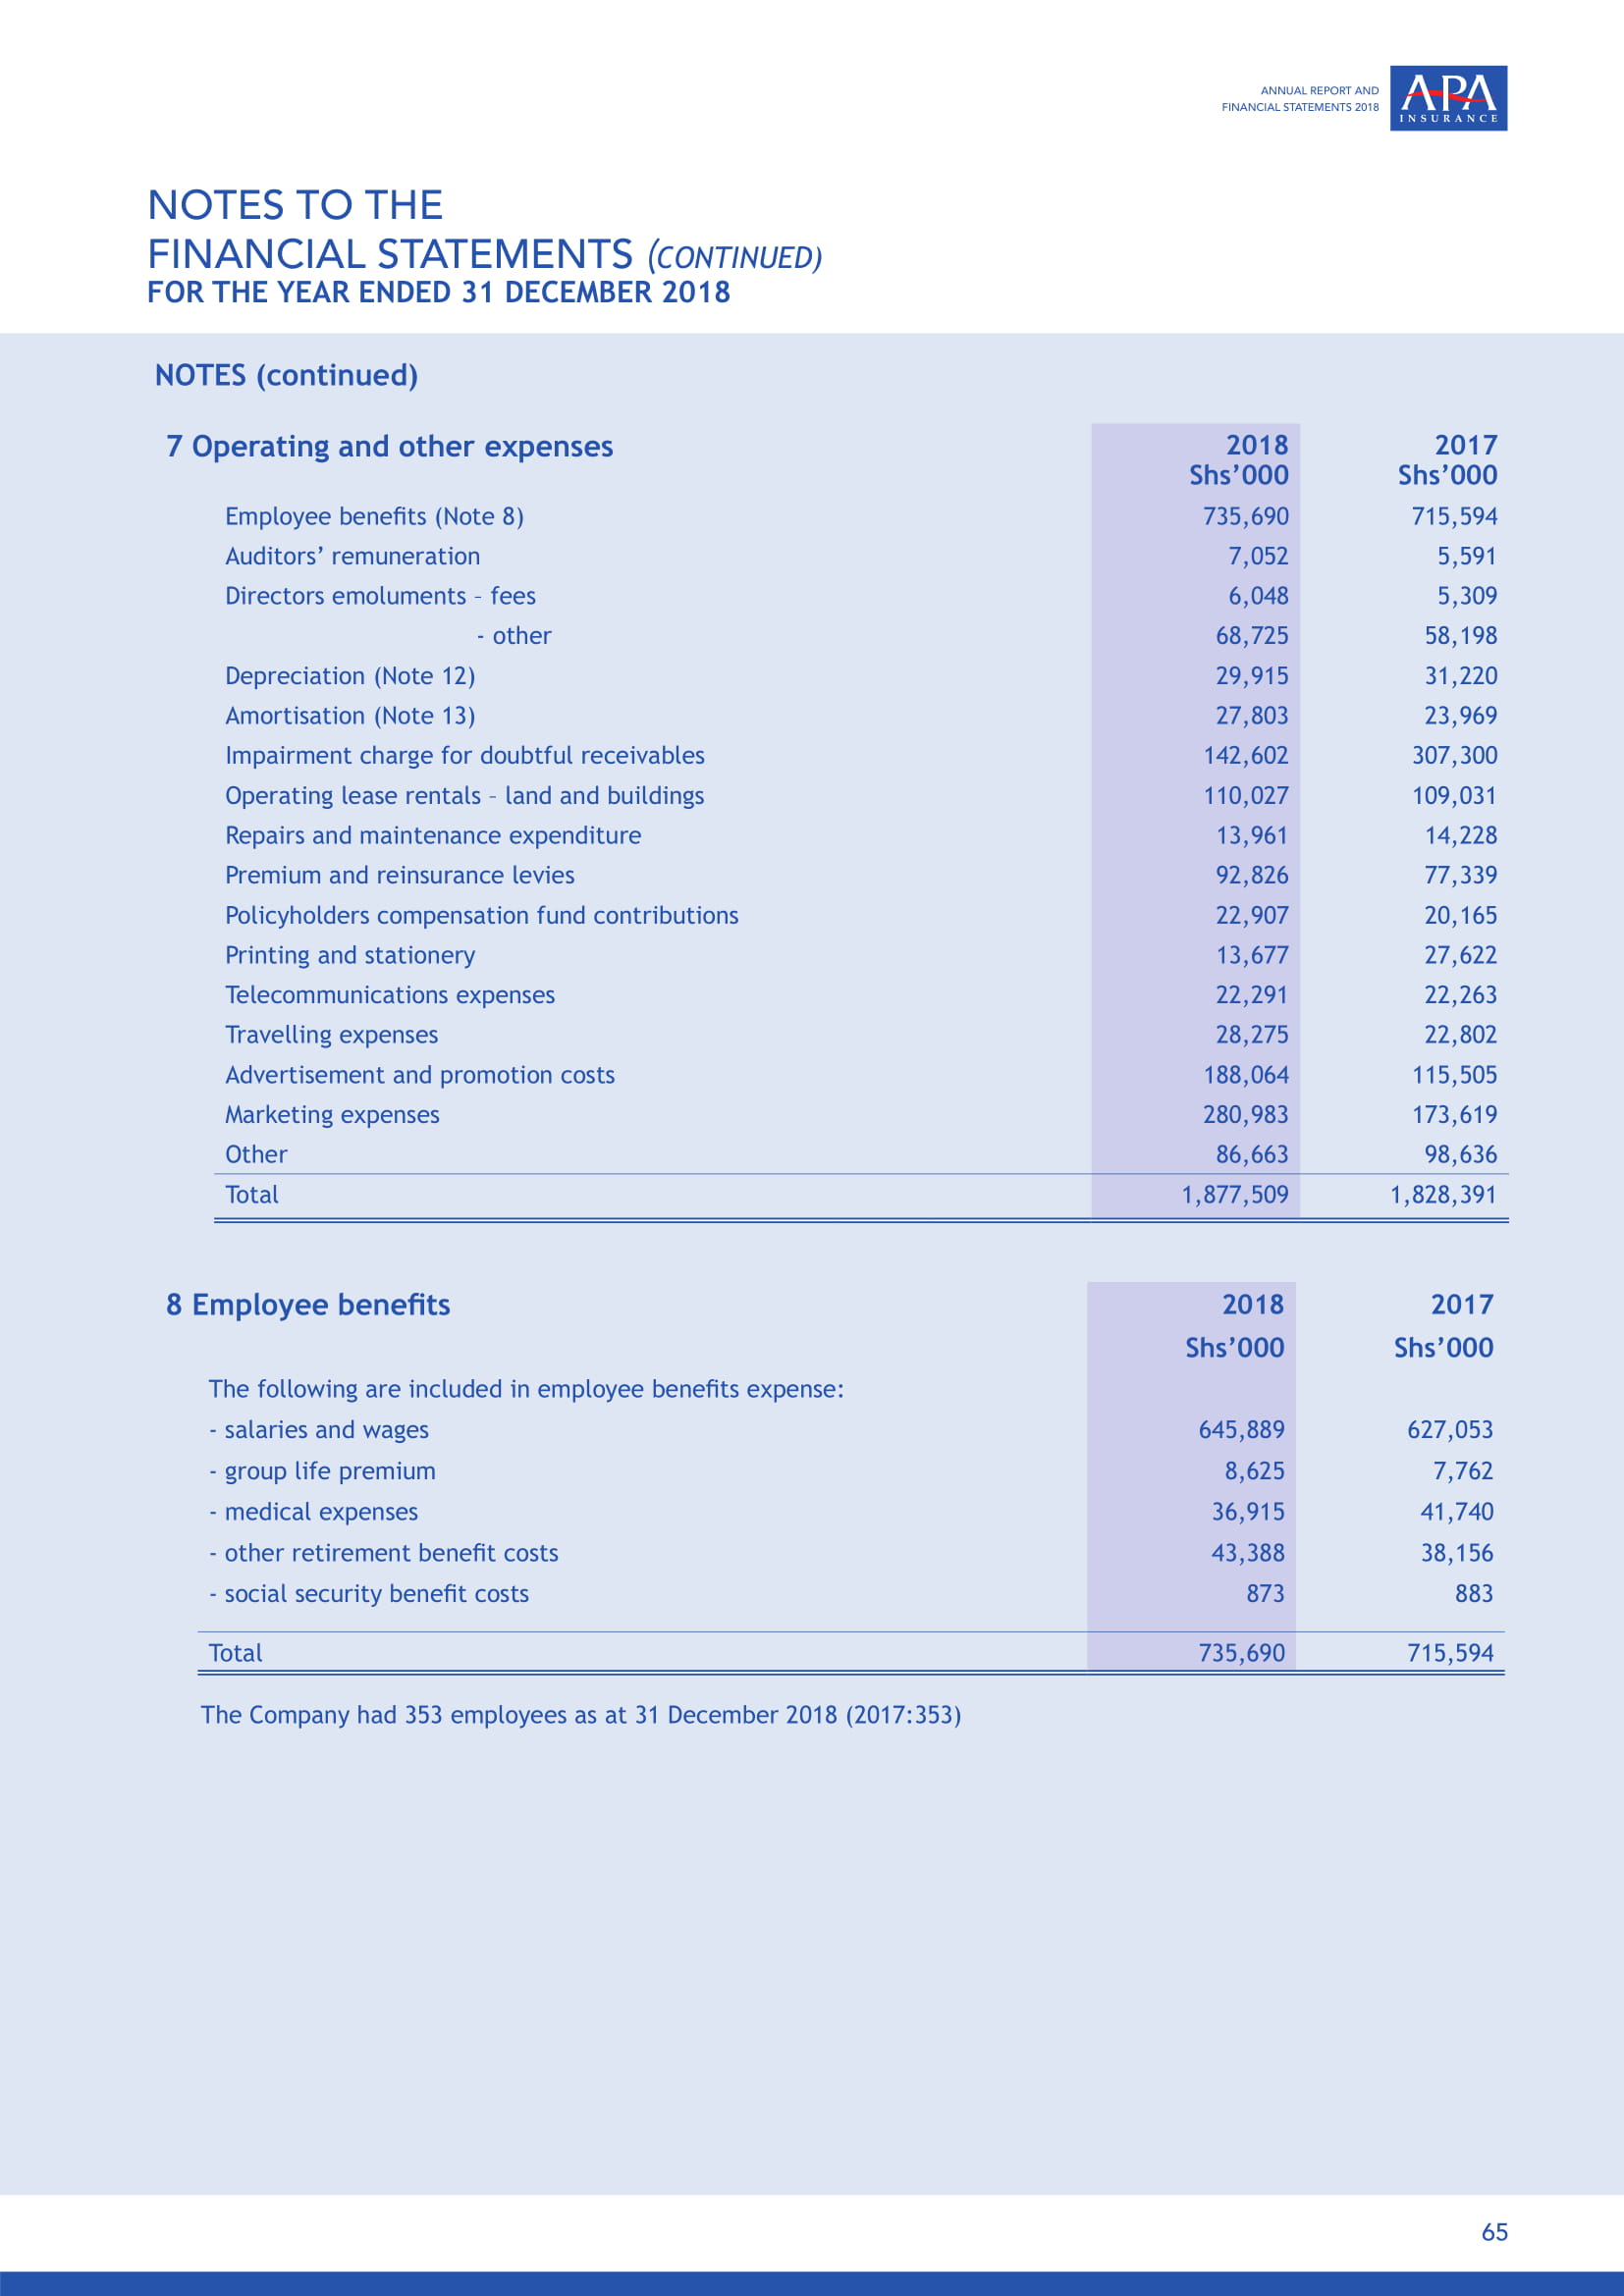 ANNUAL REPORT AND
FINANCIAL STATEMENTS 2018
APA
INSURANCE
NOTES TO THE
FINANCIAL STATEMENTS (CONTINUED)
FOR THE YEAR ENDED 31 DECEMBER 2018
NOTES (continued)
7 Operating and other expenses 2018 2017
Shs’000 Shs’000
Employee benefits (Note 8) 735,690 715,594
Auditors’ remuneration 7,052 5,591
Directors emoluments – fees 6,048 5,309
- other 68,725 58,198
Depreciation (Note 12) 29,915 31,220
Amortisation (Note 13) 27,803 23,969
Impairment charge for doubtful receivables 142,602 307,300
Operating lease rentals – land and buildings 110,027 109,031
Repairs and maintenance expenditure 13,961 14,228
Premium and reinsurance levies 92,826 77,339
Policyholders compensation fund contributions 22,907 20,165
Printing and stationery 13,677 27,622
Telecommunications expenses 22,291 22,263
Travelling expenses 28,275 22,802
Advertisement and promotion costs 188,064 115,505
Marketing expenses 280,983 173,619
Other 86,663 98,636
Total 1,877,509 1,828,391
8 Employee benefits 2018 2017
Shs’000 Shs’000
The following are included in employee benefits expense:
- salaries and wages 645,889 627,053
- group life premium 8,625 7,762
- medical expenses 36,915 41,740
- other retirement benefit costs 43,388 38,156
- social security benefit costs 873 883
Total 735,690 715,594
The Company had 353 employees as at 31 December 2018 (2017:353)
65